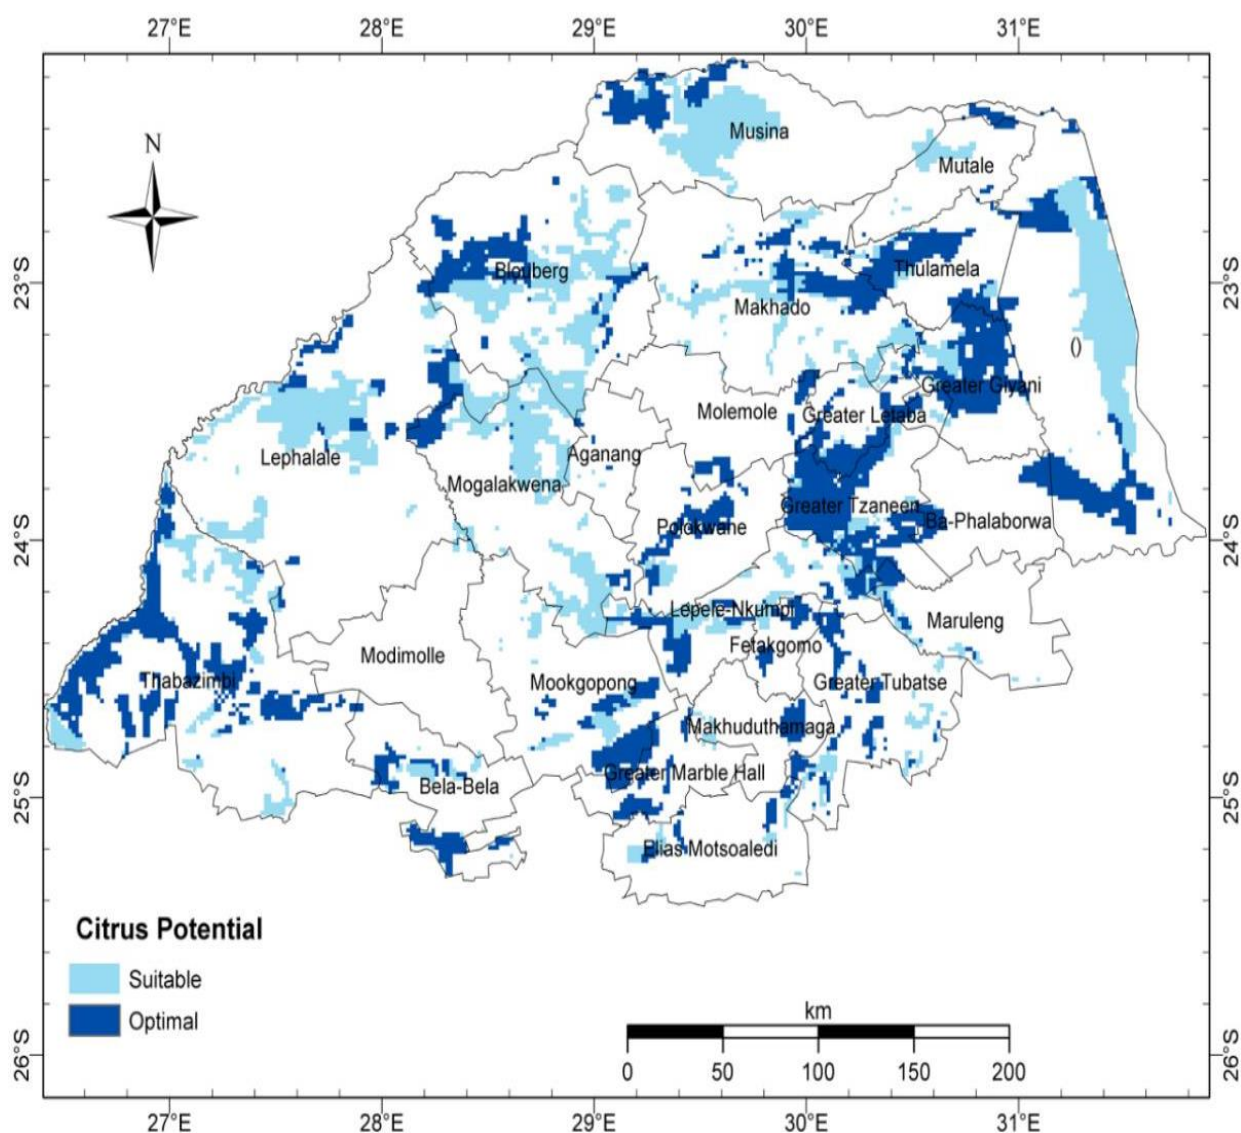 27°E 28°E 29°E 30°E 31°E
N
Musina
Mutale
23°S
Blouberg
Thulamela
23°S
Makhado
()
Greater Giyani
Molemole
Greater Letaba
Lephalale
Aganang
Mogalakwena
Greater Tzaneen
Polokwane
Ba-Phalaborwa
24°S
24°S
Lepele-Nkumpi
Maruleng
Fetakgomo
Modimolle
Thabazimbi
Mookgopong
Greater Tubatse
Makhuduthamaga
Greater Marble Hall
Bela-Bela
25°S
25°S
Elias Motsoaledi
Citrus Potential
Suitable
Optimal
km
0 50 100 150 200
26°S
26°S
27°E 28°E 29°E 30°E 31°E